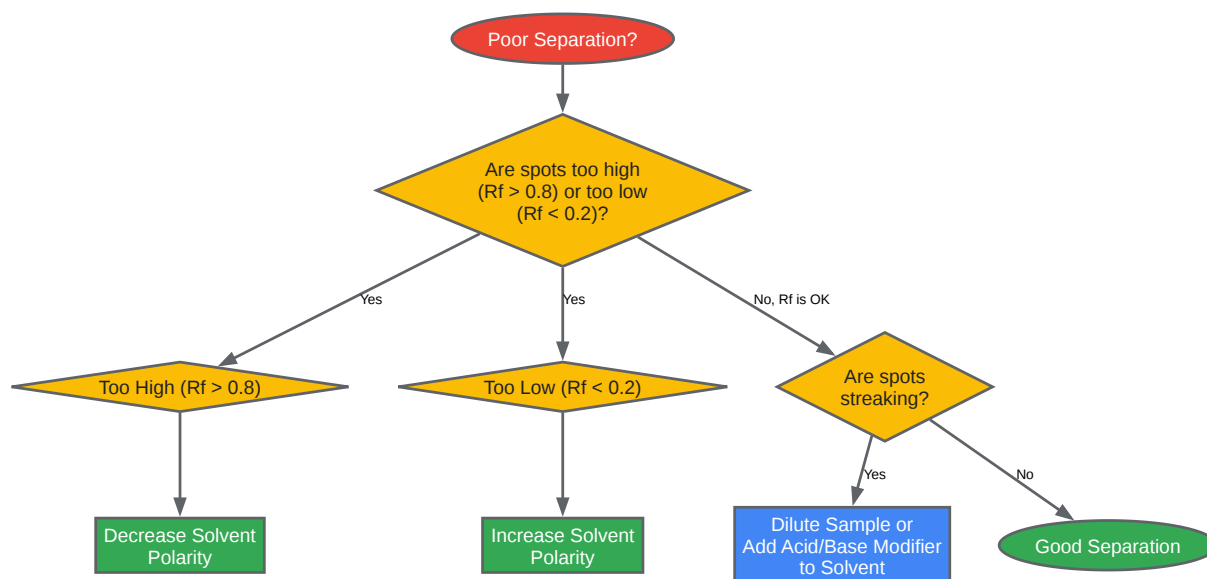 Poor Separation?
Are spots too high
(Rf > 0.8) or too low
(Rf < 0.2)?
Yes
Yes
No, Rf is OK
Too High (Rf > 0.8)
Too Low (Rf < 0.2)
Are spots
streaking?
Yes
No
Decrease Solvent
Polarity
Increase Solvent
Polarity
Dilute Sample or
Add Acid/Base Modifier
to Solvent
Good Separation